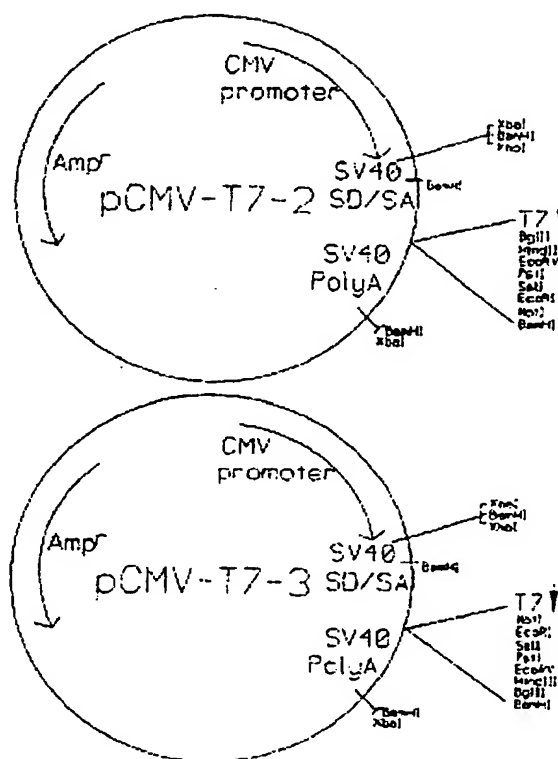 CMV
promoter
Ampr
pCMV-T7-2
SV40
SD/SA
SV40
PolyA
XbaI
BamHI
XhoI
T7
BglII
HindIII
EcoRV
PstI
SalI
EcoRI
NotI
BamHI
BamHI
XbaI
CMV
promoter
Ampr
pCMV-T7-3
SV40
SD/SA
SV40
PolyA
BamHI
XhoI
T7
NotI
EcoRI
SalI
PstI
EcoRV
HindIII
BglII
BamHI
BamHI
XbaI